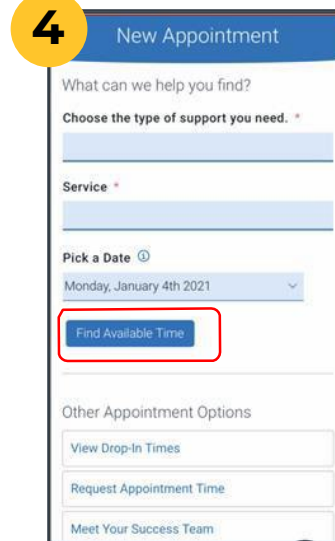 4
New Appointment
What can we help you find?
Choose the type of support you need. *
Service *
Pick a Date ⓘ
Monday, January 4th 2021
Find Available Time
Other Appointment Options
View Drop-In Times
Request Appointment Time
Meet Your Success Team